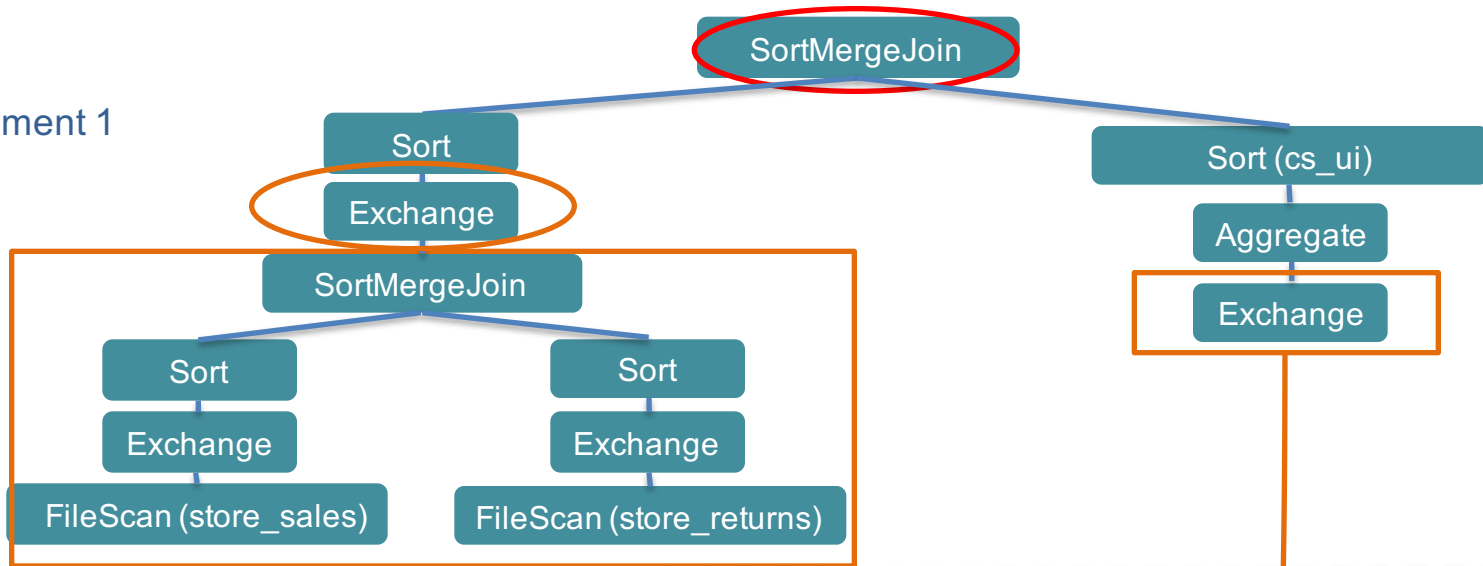 SortMergeJoin
ment 1
Sort
Sort (cs_ui)
Exchange
Aggregate
SortMergeJoin
Exchange
Sort
Sort
Exchange
Exchange
FileScan (store_sales)
FileScan (store_returns)